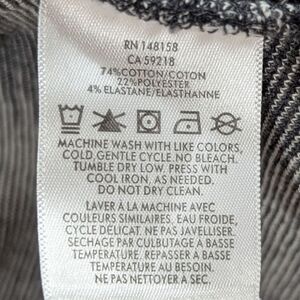 RN 148158
CA 59218
74%COTTON/COTON
22%POLYESTER
4% ELASTANE/ELASTHANNE
MACHINE WASH WITH LIKE COLORS,
COLD,GENTLE CYCLE. NO BLEACH.
TUMBLE DRY LOW. PRESS WITH
COOL IRON, AS NEEDED.
DO NOT DRY CLEAN.
LAVER À LA MACHINE AVEC
COULEURS SIMILAIRES. EAU FROIDE,
CYCLE DÉLICAT. NE PAS JAVELLISER.
SECHAGE PAR CULBUTAGE A BASSE
TEMPERATURE. REPASSER A BASSE
TEMPÉRATURE AU BESOIN.
NE PAS NETTOYER À SEC.